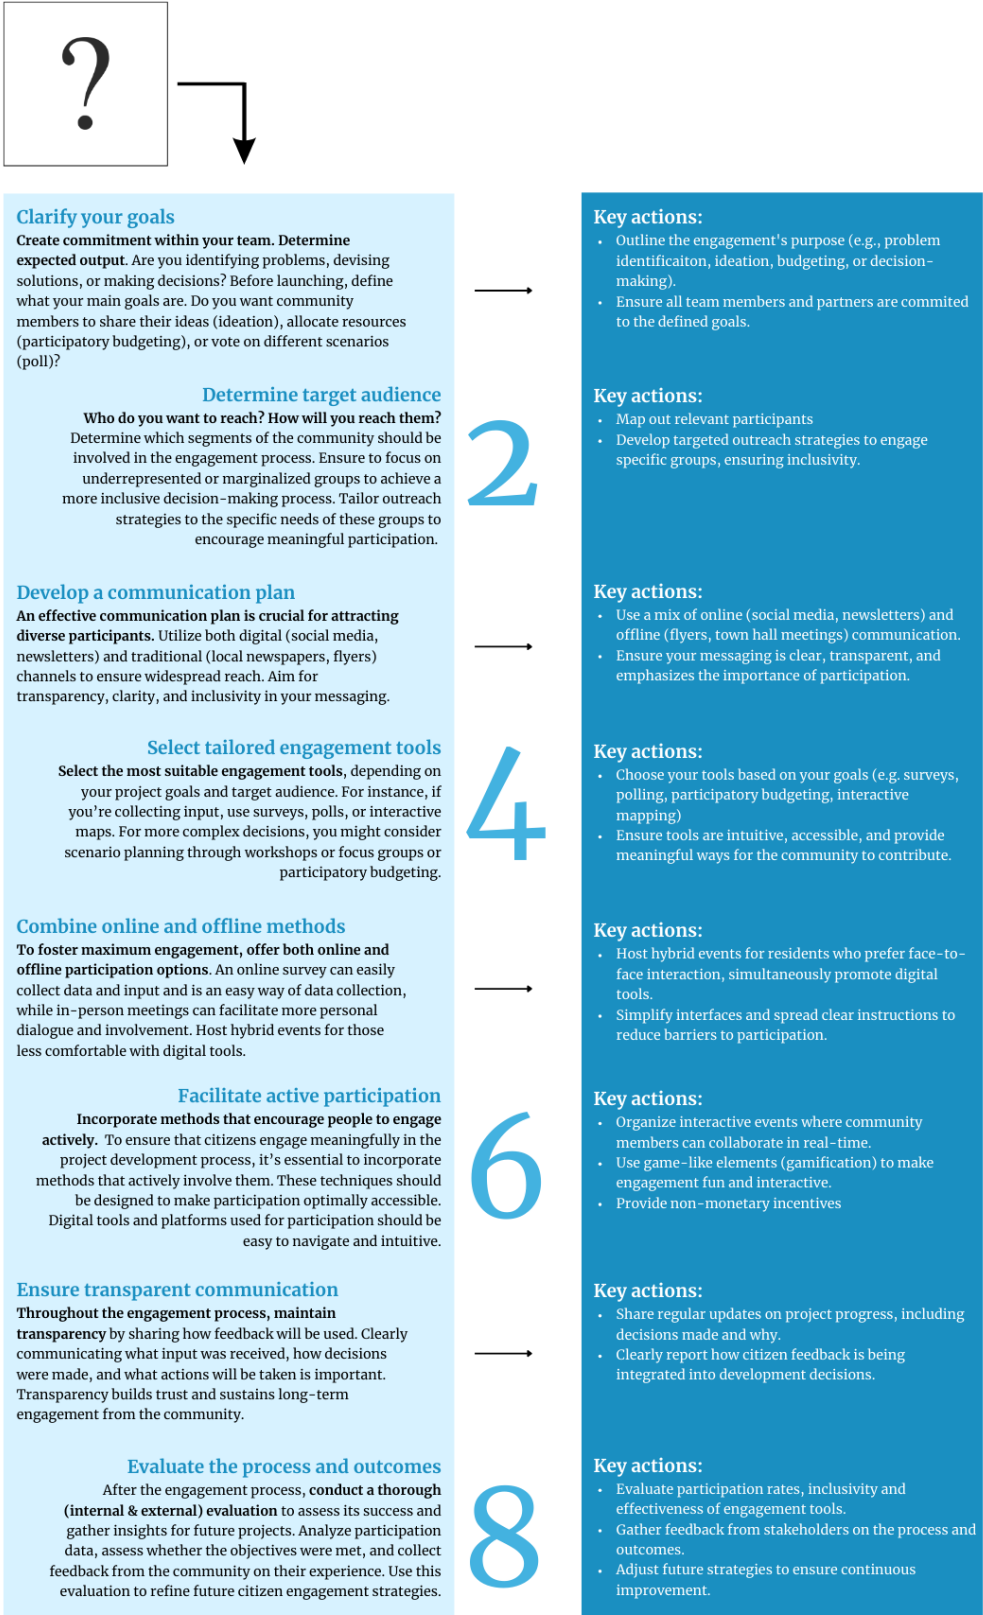 ?
Clarify your goals
Create commitment within your team. Determine
expected output. Are you identifying problems, devising
solutions, or making decisions? Before launching, define
what your main goals are. Do you want community
members to share their ideas (ideation), allocate resources
(participatory budgeting), or vote on different scenarios
(poll)?
Key actions:
• Outline the engagement's purpose (e.g., problem
identificaiton, ideation, budgeting, or decision-
making).
• Ensure all team members and partners are commited
to the defined goals.
Determine target audience
Who do you want to reach? How will you reach them?
Determine which segments of the community should be
involved in the engagement process. Ensure to focus on
underrepresented or marginalized groups to achieve a
more inclusive decision-making process. Tailor outreach
strategies to the specific needs of these groups to
encourage meaningful participation.
2
Key actions:
• Map out relevant participants
• Develop targeted outreach strategies to engage
specific groups, ensuring inclusivity.
Develop a communication plan
An effective communication plan is crucial for attracting
diverse participants. Utilize both digital (social media,
newsletters) and traditional (local newspapers, flyers)
channels to ensure widespread reach. Aim for
transparency, clarity, and inclusivity in your messaging.
Key actions:
• Use a mix of online (social media, newsletters) and
offline (flyers, town hall meetings) communication.
• Ensure your messaging is clear, transparent, and
emphasizes the importance of participation.
Select tailored engagement tools
Select the most suitable engagement tools, depending on
your project goals and target audience. For instance, if
you're collecting input, use surveys, polls, or interactive
maps. For more complex decisions, you might consider
scenario planning through workshops or focus groups or
participatory budgeting.
4
Key actions:
• Choose your tools based on your goals (e.g. surveys,
polling, participatory budgeting, interactive
mapping)
• Ensure tools are intuitive, accessible, and provide
meaningful ways for the community to contribute.
Combine online and offline methods
To foster maximum engagement, offer both online and
offline participation options. An online survey can easily
collect data and input and is an easy way of data collection,
while in-person meetings can facilitate more personal
dialogue and involvement. Host hybrid events for those
less comfortable with digital tools.
Key actions:
• Host hybrid events for residents who prefer face-to-
face interaction, simultaneously promote digital
tools.
• Simplify interfaces and spread clear instructions to
reduce barriers to participation.
Facilitate active participation
Incorporate methods that encourage people to engage
actively. To ensure that citizens engage meaningfully in the
project development process, it's essential to incorporate
methods that actively involve them. These techniques should
be designed to make participation optimally accessible.
Digital tools and platforms used for participation should be
easy to navigate and intuitive.
6
Key actions:
• Organize interactive events where community
members can collaborate in real-time.
• Use game-like elements (gamification) to make
engagement fun and interactive.
• Provide non-monetary incentives
Ensure transparent communication
Throughout the engagement process, maintain
transparency by sharing how feedback will be used. Clearly
communicating what input was received, how decisions
were made, and what actions will be taken is important.
Transparency builds trust and sustains long-term
engagement from the community.
Key actions:
• Share regular updates on project progress, including
decisions made and why.
• Clearly report how citizen feedback is being
integrated into development decisions.
Evaluate the process and outcomes
After the engagement process, conduct a thorough
(internal & external) evaluation to assess its success and
gather insights for future projects. Analyze participation
data, assess whether the objectives were met, and collect
feedback from the community on their experience. Use this
evaluation to refine future citizen engagement strategies.
8
Key actions:
• Evaluate participation rates, inclusivity and
effectiveness of engagement tools.
• Gather feedback from stakeholders on the process and
outcomes.
• Adjust future strategies to ensure continuous
improvement.